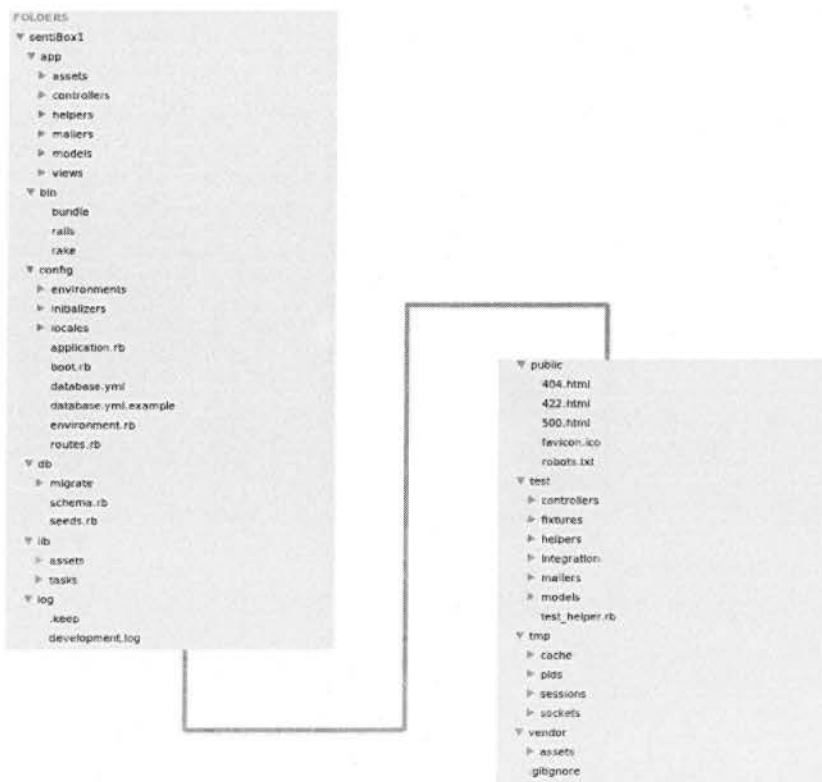 FOLDERS
sentiBox1
app
assets
controllers
helpers
mailers
models
views
bin
bundle
rails
rake
config
environments
initializers
locales
application.rb
boot.rb
database.yml
database.yml.example
environment.rb
routes.rb
db
migrate
schema.rb
seeds.rb
lib
assets
tasks
log
.keep
development.log
public
404.html
422.html
500.html
favicon.ico
robots.txt
test
controllers
fixtures
helpers
integration
mailers
models
test_helper.rb
tmp
cache
pids
sessions
sockets
vendor
assets
.gitignore